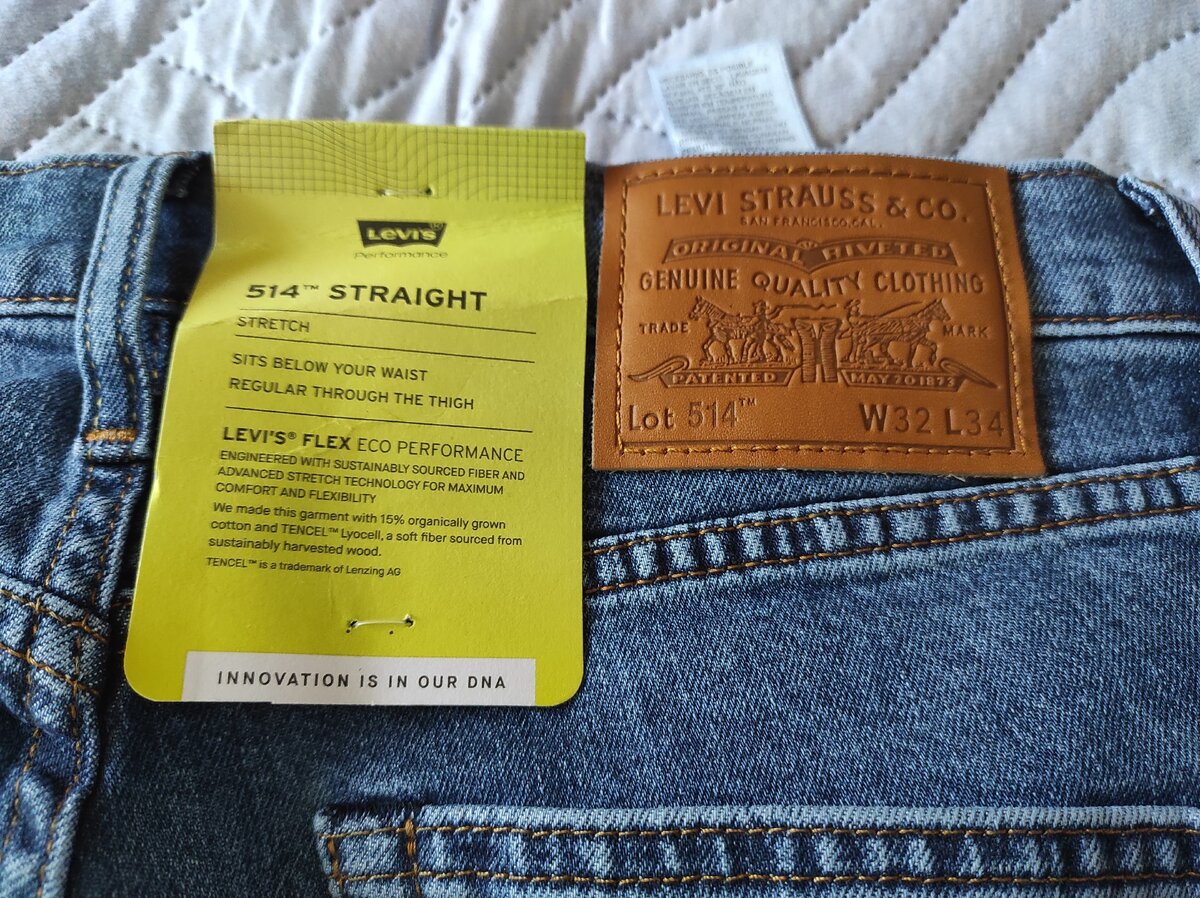 LEVI'S
Performance
514™ STRAIGHT
STRETCH
SITS BELOW YOUR WAIST
REGULAR THROUGH THE THIGH
LEVI'S® FLEX ECO PERFORMANCE
ENGINEERED WITH SUSTAINABLY SOURCED FIBER AND
ADVANCED STRETCH TECHNOLOGY FOR MAXIMUM
COMFORT AND FLEXIBILITY
We made this garment with 15% organically grown
cotton and TENCEL™ Lyocell, a soft fiber sourced from
sustainably harvested wood.
TENCEL™ is a trademark of Lenzing AG
INNOVATION IS IN OUR DNA
LEVI STRAUSS & CO.
SAN FRANCISCO, CAL.
ORIGINAL RIVETED
GENUINE QUALITY CLOTHING
TRADE MARK
PATENTED MAY 20 1873
Lot 514™ W32 L34